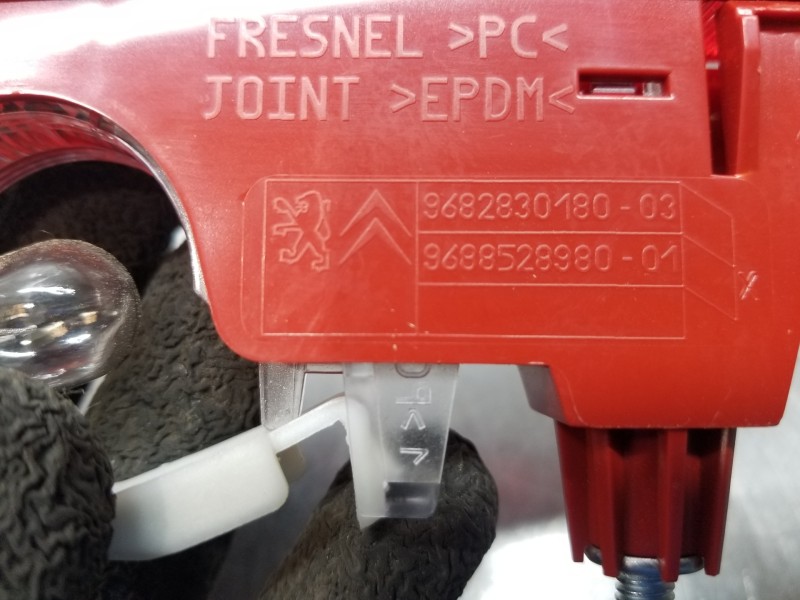 FRESNEL >PC<
JOINT >EPDM<
9682830180-03
9688528980-01